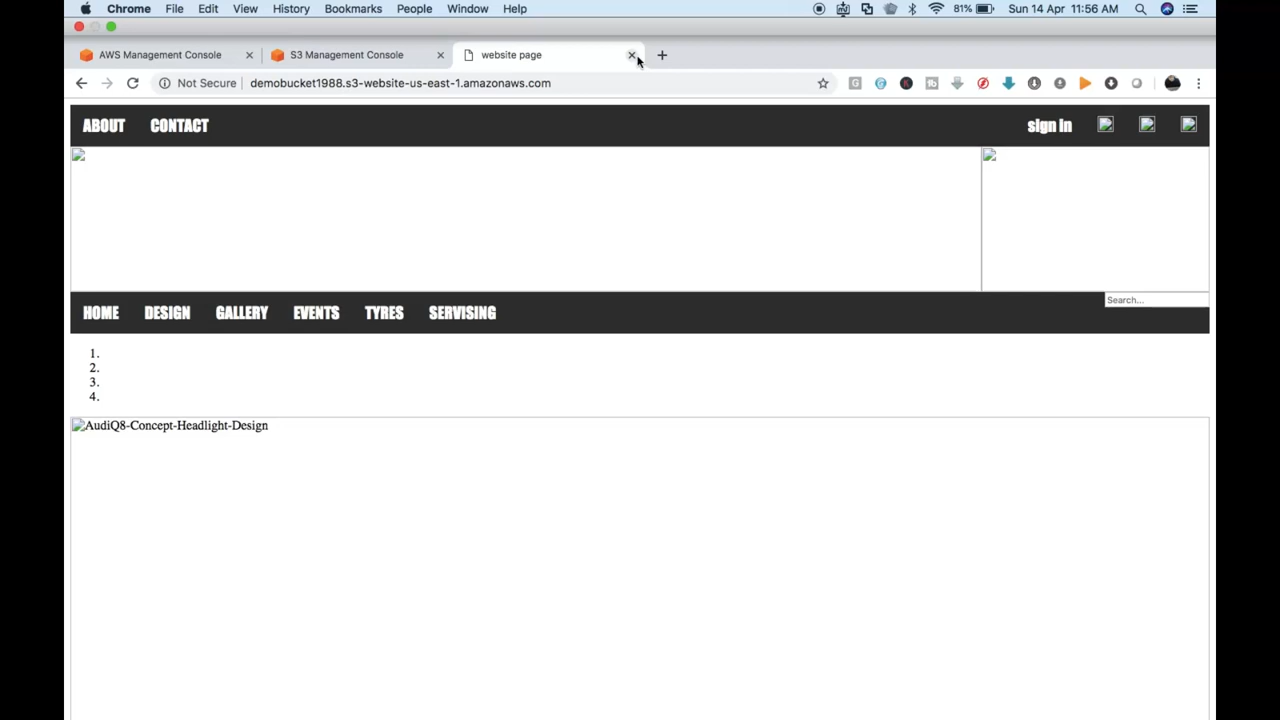 Chrome File Edit View History Bookmarks People Window Help 81% Sun 14 Apr 11:56 AM
AWS Management Console S3 Management Console website page
Not Secure demobucket1988.s3-website-us-east-1.amazonaws.com
ABOUT CONTACT sign in
HOME DESIGN GALLERY EVENTS TYRES SERVISING Search...
1.
2.
3.
4.
AudiQ8-Concept-Headlight-Design